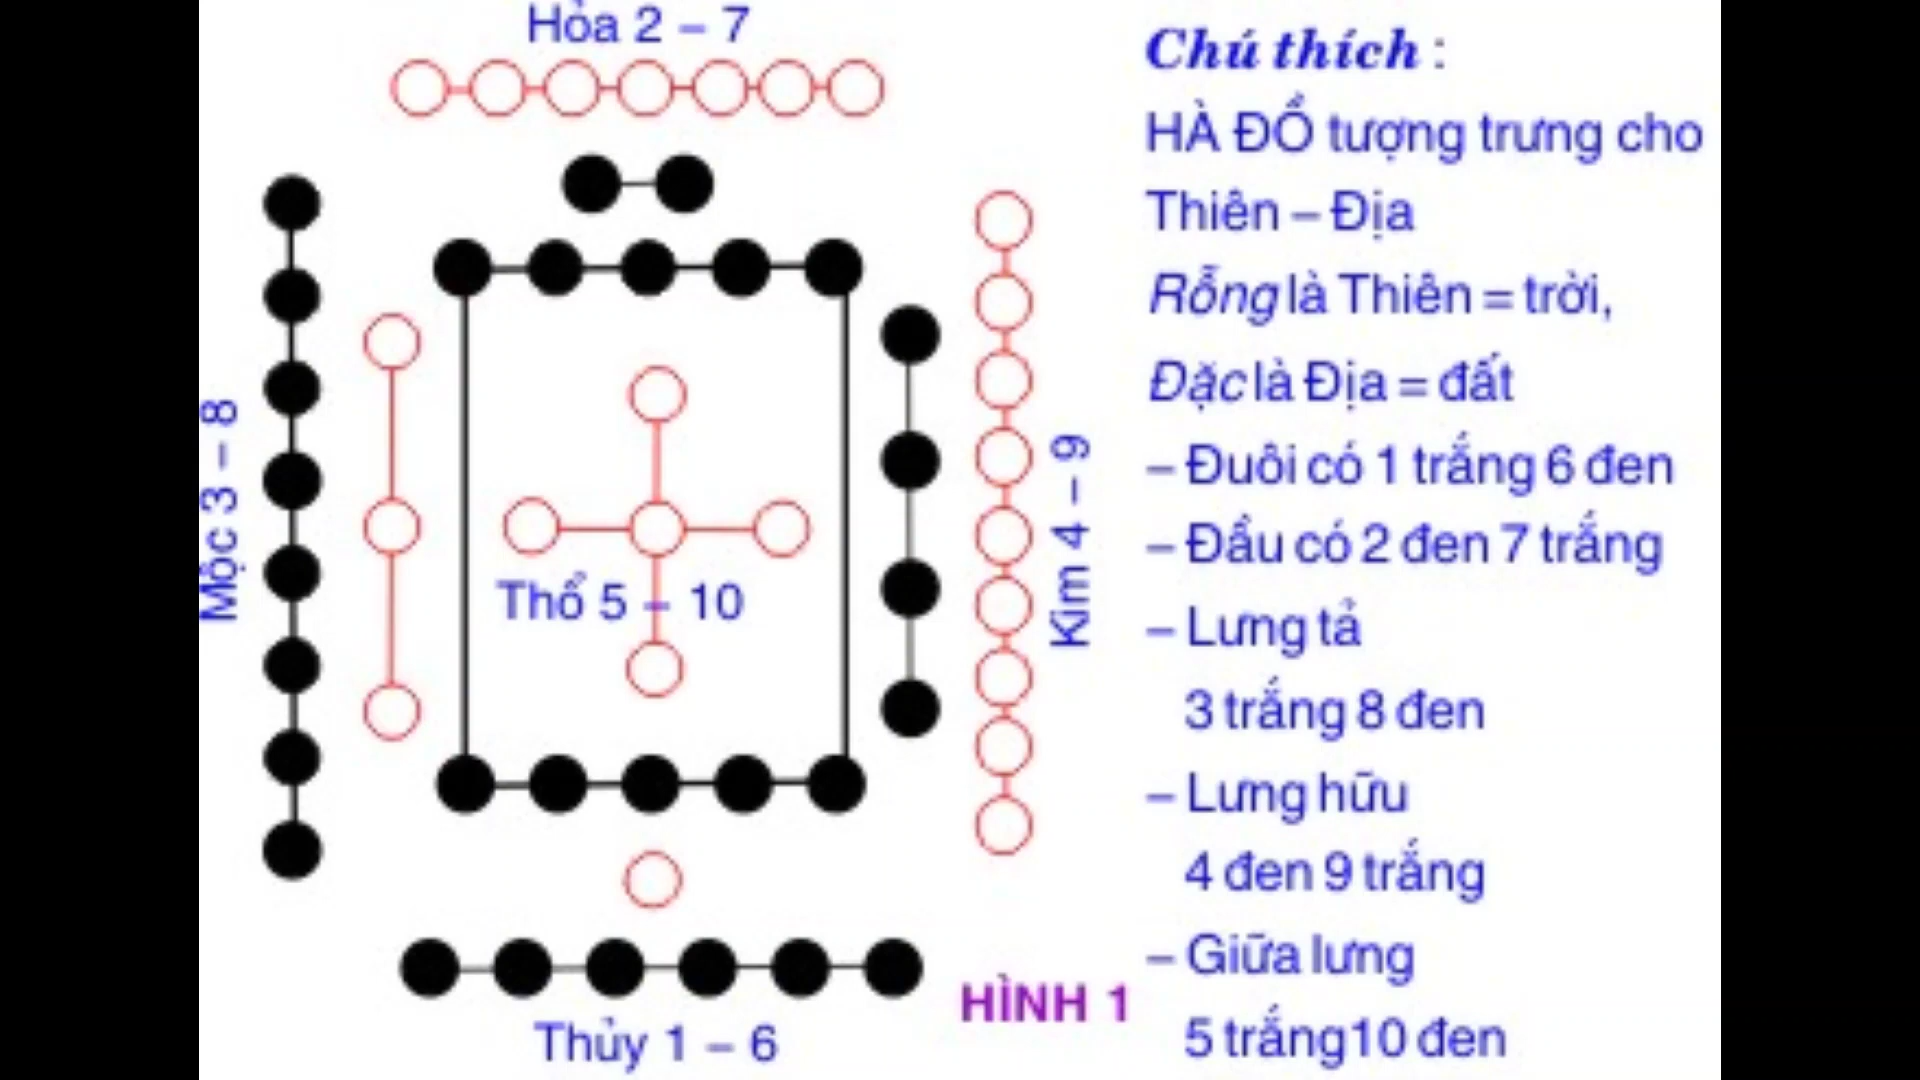 Hỏa 2 – 7
Mộc 3 – 8
Thổ 5 – 10
Kim 4 – 9
Thủy 1 – 6
HÌNH 1
Chú thích :
HÀ ĐỒ tượng trưng cho
Thiên – Địa
Rỗng là Thiên = trời,
Đặc là Địa = đất
– Đuôi có 1 trắng 6 đen
– Đầu có 2 đen 7 trắng
– Lưng tả
3 trắng 8 đen
– Lưng hữu
4 đen 9 trắng
– Giữa lưng
5 trắng10 đen